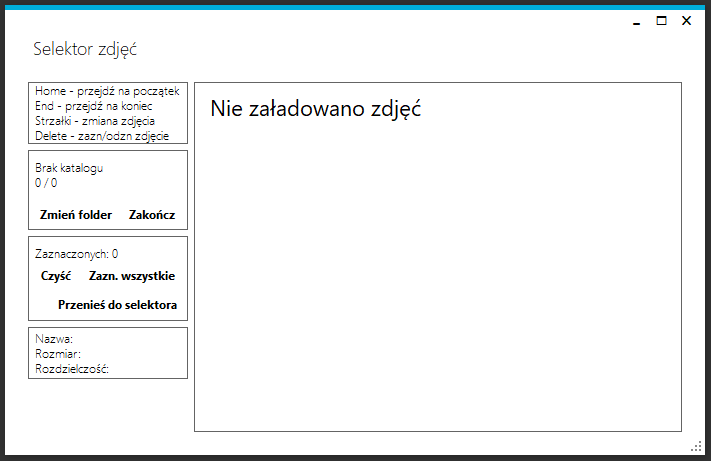 Selektor zdjęć
Home - przejdź na początek
End - przejdź na koniec
Strzałki - zmiana zdjęcia
Delete - zazn/odzn zdjęcie
Brak katalogu
0 / 0
Zmień folder Zakończ
Zaznaczonych: 0
Czyść Zazn. wszystkie
Przenieś do selektora
Nazwa:
Rozmiar:
Rozdzielczość:
Nie załadowano zdjęć